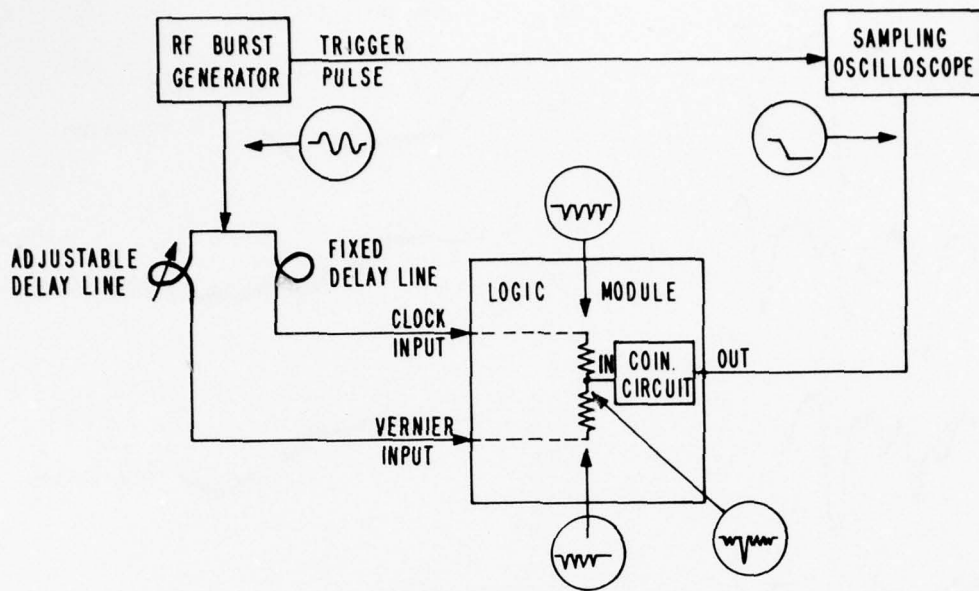 RF BURST
GENERATOR
TRIGGER
PULSE
SAMPLING
OSCILLOSCOPE
ADJUSTABLE
DELAY LINE
FIXED
DELAY LINE
LOGIC MODULE
CLOCK
INPUT
IN
COIN.
CIRCUIT
OUT
VERNIER
INPUT